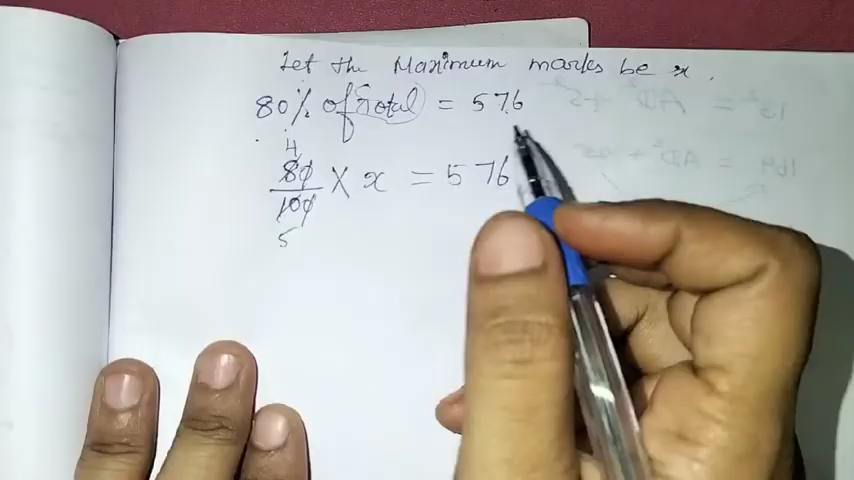 Let the Maximum marks be x.
80% of Total = 576
4
80/100 X x = 576
5